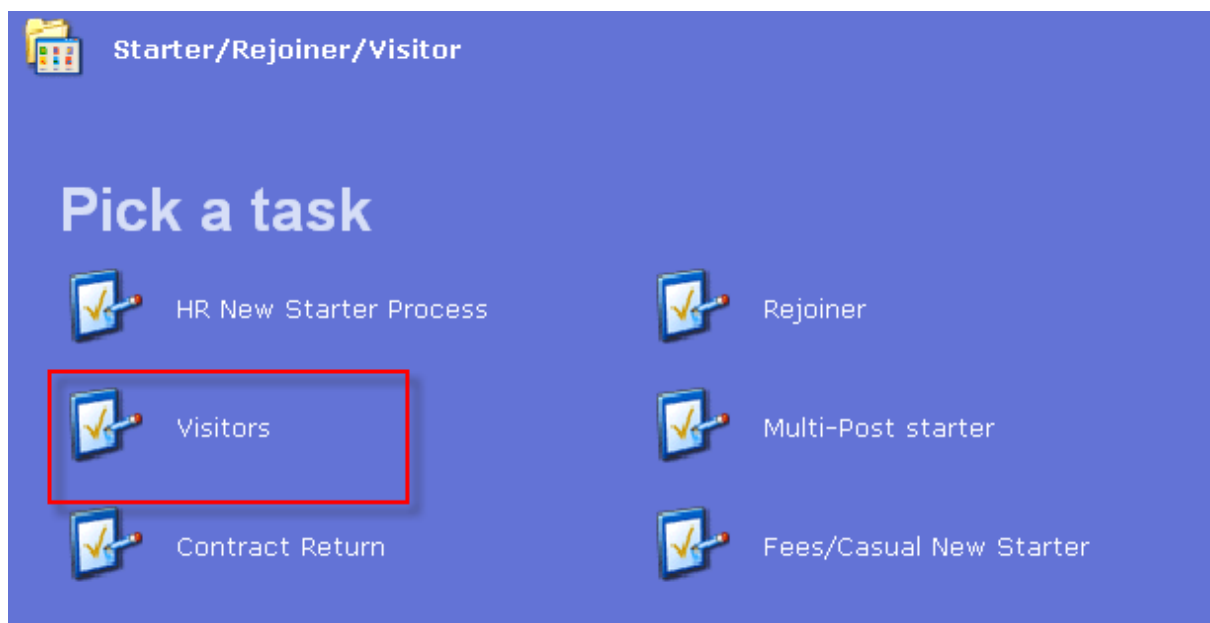 Starter/Rejoiner/Visitor
Pick a task
HR New Starter Process
Rejoiner
Visitors
Multi-Post starter
Contract Return
Fees/Casual New Starter